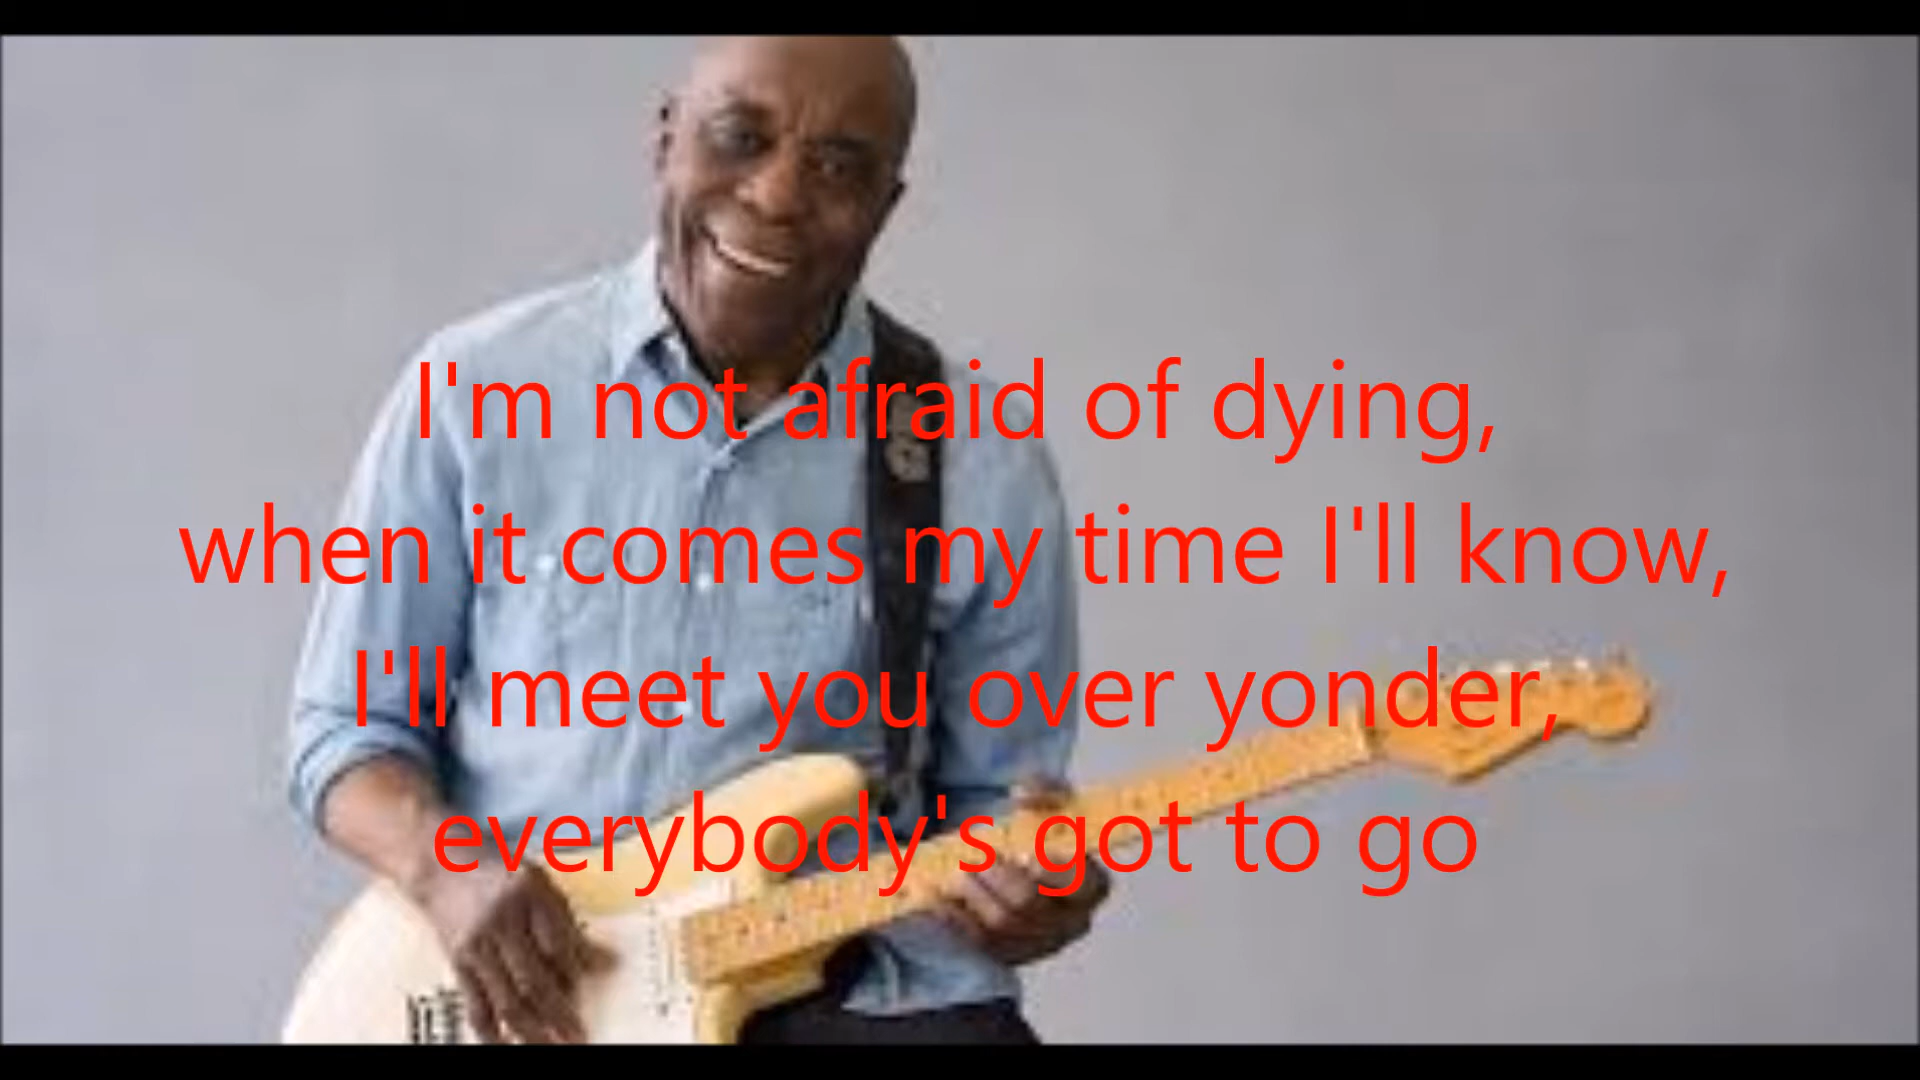 I'm not afraid of dying,
when it comes my time I'll know,
I'll meet you over yonder,
everybody's got to go